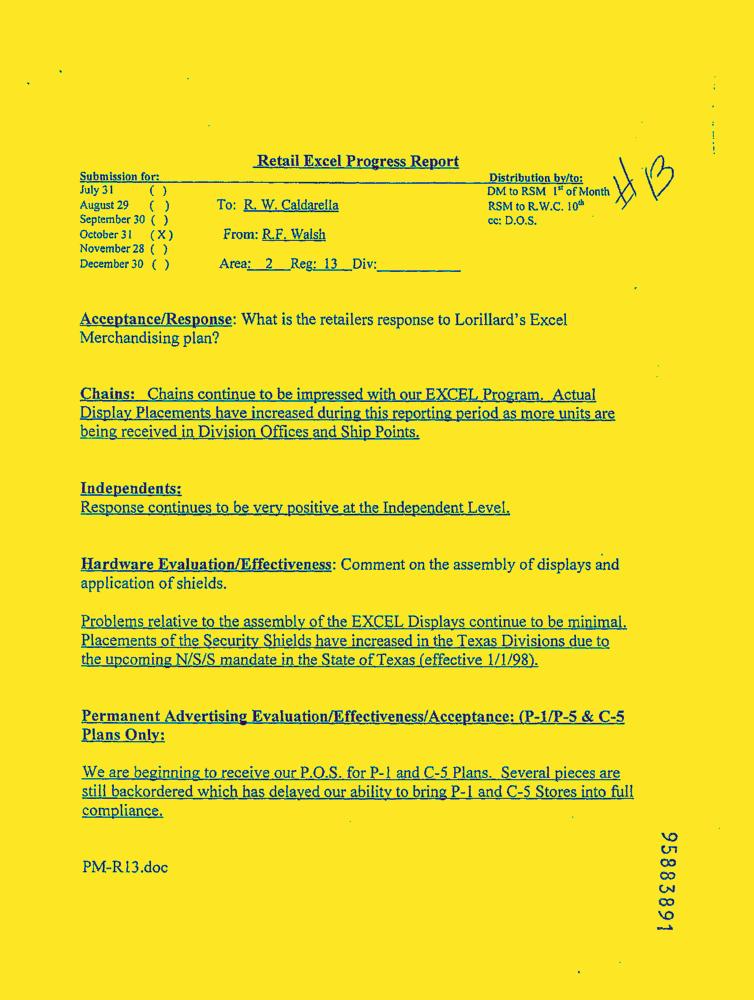 Retail Excel Progress Report
Submission for:
July 31 ( )
August 29 ( )
September 30 ( )
October 31 (X)
November 28 ( )
December 30 ( )
To: R. W. Caldarella
From: R.F. Walsh
Area: 2 Reg: 13 Div:
Distribution by/to:
DM to RSM 1st of Month
RSM to R.W.C. 10th
cc: D.O.S.
#13
Acceptance/Response: What is the retailers response to Lorillard's Excel
Merchandising plan?
Chains: Chains continue to be impressed with our EXCEL Program. Actual
Display Placements have increased during this reporting period as more units are
being received in Division Offices and Ship Points.
Independents:
Response continues to be very positive at the Independent Level.
Hardware Evaluation/Effectiveness: Comment on the assembly of displays and
application of shields.
Problems relative to the assembly of the EXCEL Displays continue to be minimal.
Placements of the Security Shields have increased in the Texas Divisions due to
the upcoming N/S/S mandate in the State of Texas (effective 1/1/98).
Permanent Advertising Evaluation/Effectiveness/Acceptance: (P-1/P-5 & C-5
Plans Only:
We are beginning to receive our P.O.S. for P-1 and C-5 Plans. Several pieces are
still backordered which has delayed our ability to bring P-1 and C-5 Stores into full
compliance.
PM-R13.doc
95883891